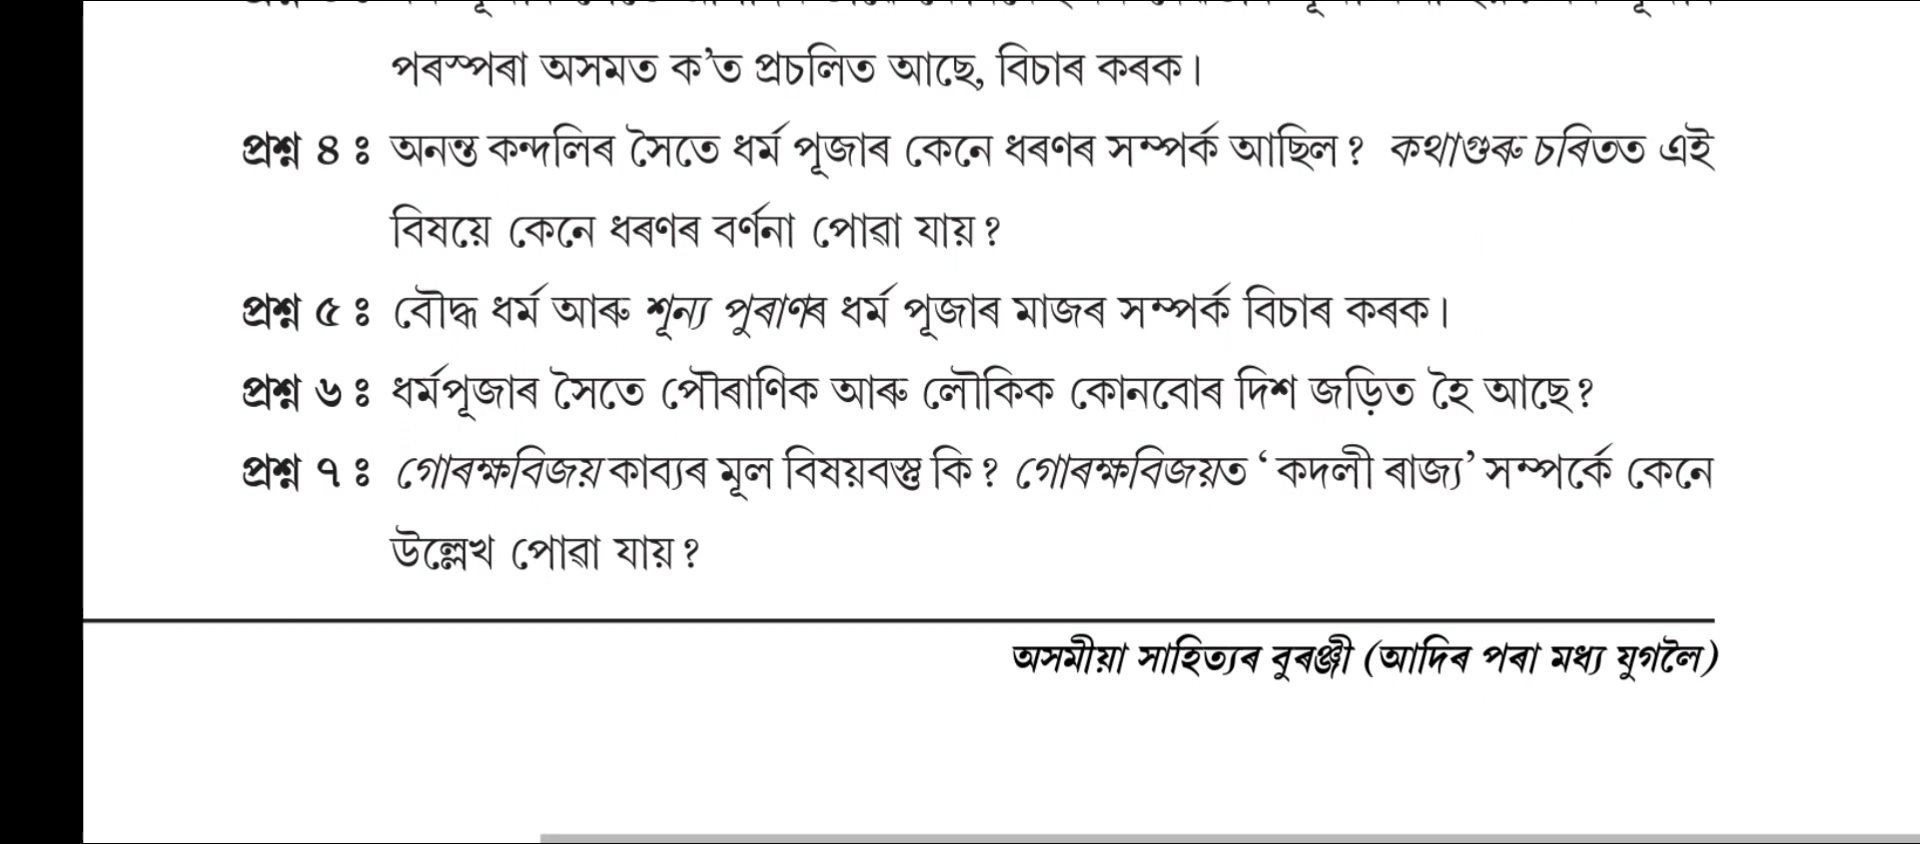 পৰম্পৰা অসমত ক’ত প্ৰচলিত আছে, বিচাৰ কৰক।
প্ৰশ্ন ৪ঃ অনন্ত কন্দলিৰ সৈতে ধৰ্ম পূজাৰ কেনে ধৰণৰ সম্পৰ্ক আছিল? কথাগুৰু চৰিতত এই
বিষয়ে কেনে ধৰণৰ বৰ্ণনা পোৱা যায়?
প্ৰশ্ন ৫ঃ বৌদ্ধ ধৰ্ম আৰু শূন্য পুৰাণৰ ধৰ্ম পূজাৰ মাজৰ সম্পৰ্ক বিচাৰ কৰক।
প্ৰশ্ন ৬ঃ ধৰ্মপূজাৰ সৈতে পৌৰাণিক আৰু লৌকিক কোনবোৰ দিশ জড়িত হৈ আছে?
প্ৰশ্ন ৭ঃ গোৰক্ষবিজয় কাব্যৰ মূল বিষয়বস্তু কি? গোৰক্ষবিজয়ত ‘কদলী ৰাজ্য’ সম্পৰ্কে কেনে
উল্লেখ পোৱা যায়?
অসমীয়া সাহিত্যৰ বুৰঞ্জী (আদিৰ পৰা মধ্য যুগলৈ)